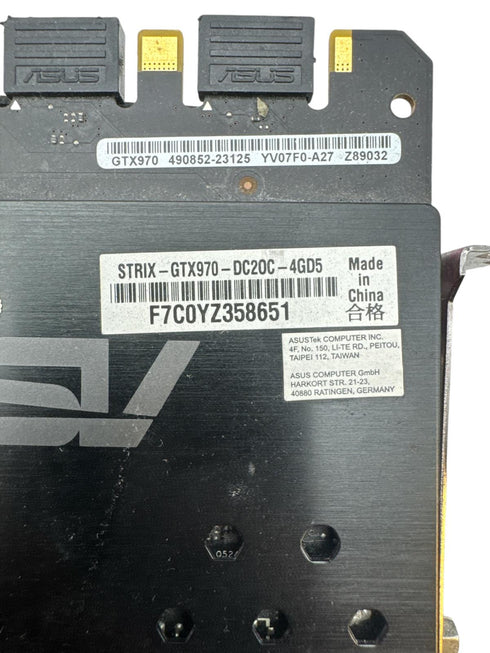 ASUS
ASUS
GTX970 490852-23125 YV07F0-A27 Z89032
STRIX-GTX970-DC2OC-4GD5
F7C0YZ358651
Made
in
China
合格
ASUSTek COMPUTER INC.
4F, No. 150, LI-TE RD., PEITOU,
TAIPEI 112, TAIWAN
ASUS COMPUTER GmbH
HARKORT STR. 21-23,
40880 RATINGEN, GERMANY
052